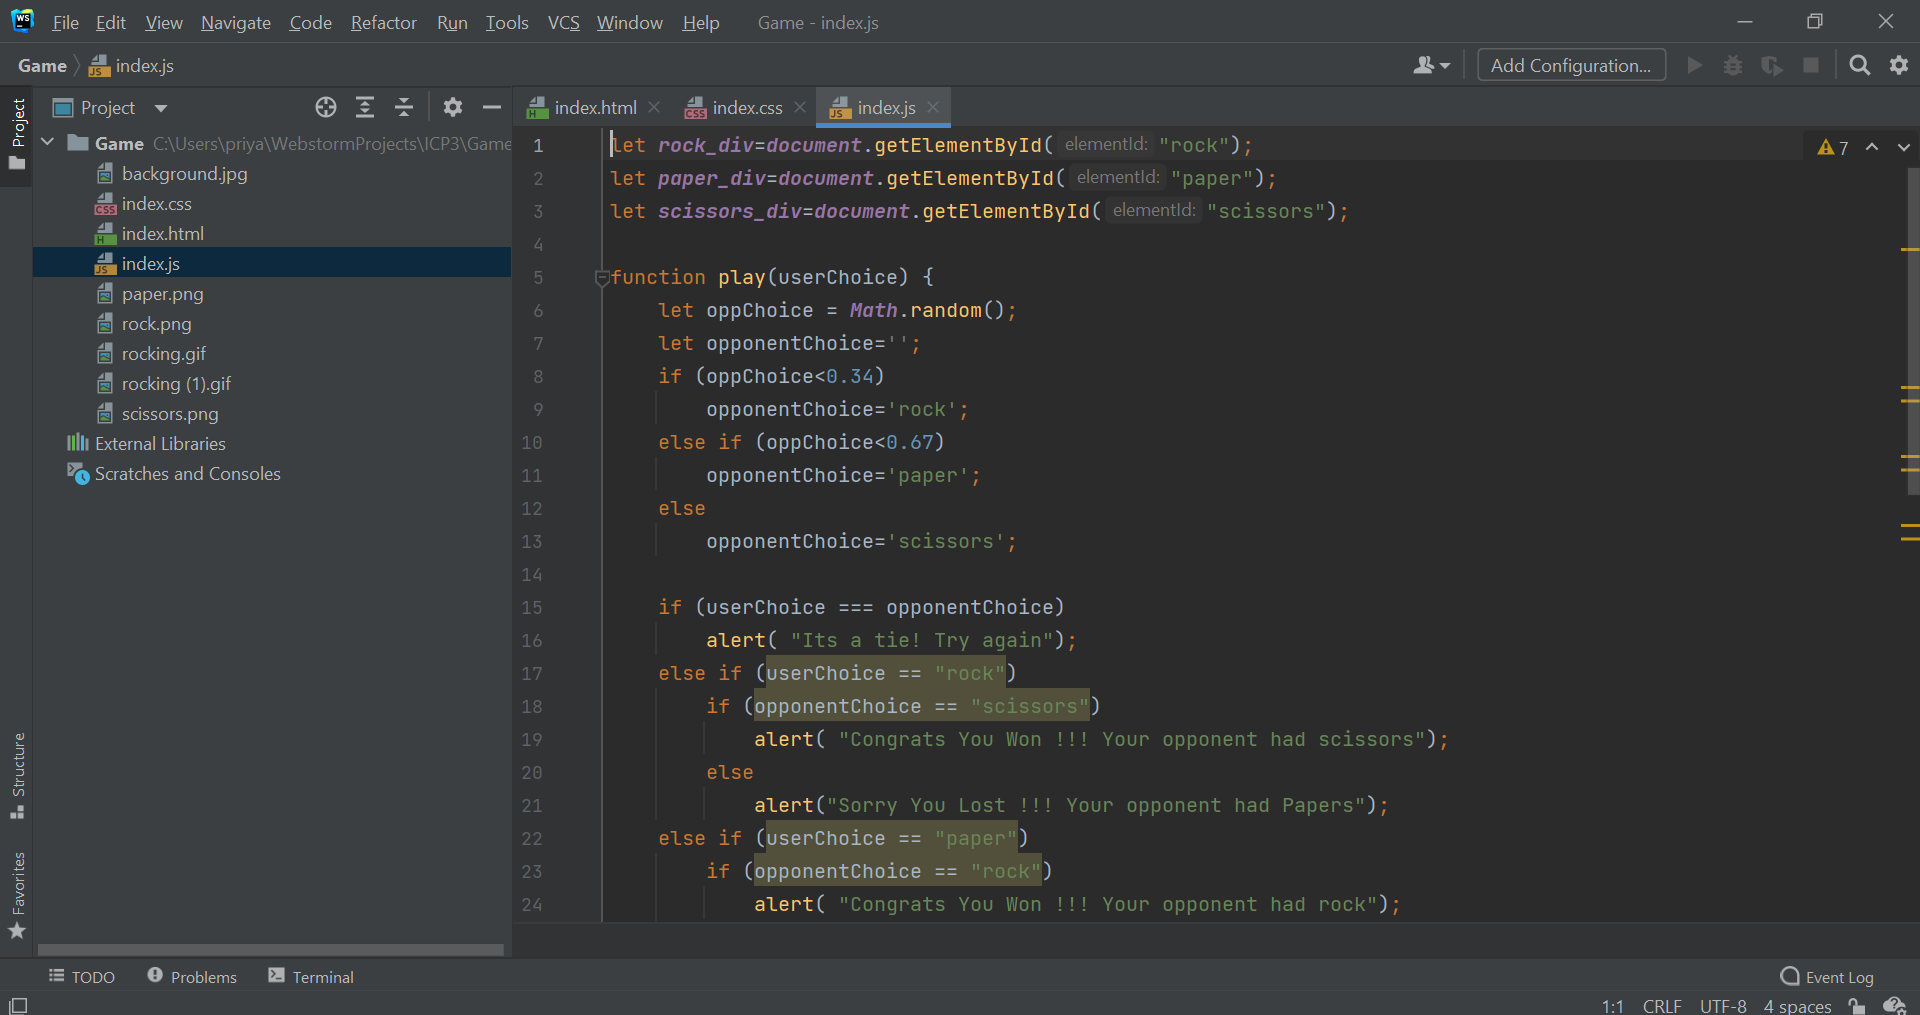 WS File Edit View Navigate Code Refactor Run Tools VCS Window Help Game - index.js
Game index.js Add Configuration...
Project
Project
index.html index.css index.js
Game C:\Users\priya\WebstormProjects\ICP3\Game
background.jpg
index.css
index.html
index.js
paper.png
rock.png
rocking.gif
rocking (1).gif
scissors.png
External Libraries
Scratches and Consoles
7
1 let rock_div=document.getElementById( elementId: "rock");
2 let paper_div=document.getElementById( elementId: "paper");
3 let scissors_div=document.getElementById( elementId: "scissors");
4
5 function play(userChoice) {
6 let oppChoice = Math.random();
7 let opponentChoice='';
8 if (oppChoice<0.34)
9 opponentChoice='rock';
10 else if (oppChoice<0.67)
11 opponentChoice='paper';
12 else
13 opponentChoice='scissors';
14
15 if (userChoice === opponentChoice)
16 alert( "Its a tie! Try again");
17 else if (userChoice == "rock")
18 if (opponentChoice == "scissors")
19 alert( "Congrats You Won !!! Your opponent had scissors");
20 else
21 alert("Sorry You Lost !!! Your opponent had Papers");
22 else if (userChoice == "paper")
23 if (opponentChoice == "rock")
24 alert( "Congrats You Won !!! Your opponent had rock");
Structure
Favorites
TODO Problems Terminal Event Log
1:1 CRLF UTF-8 4 spaces